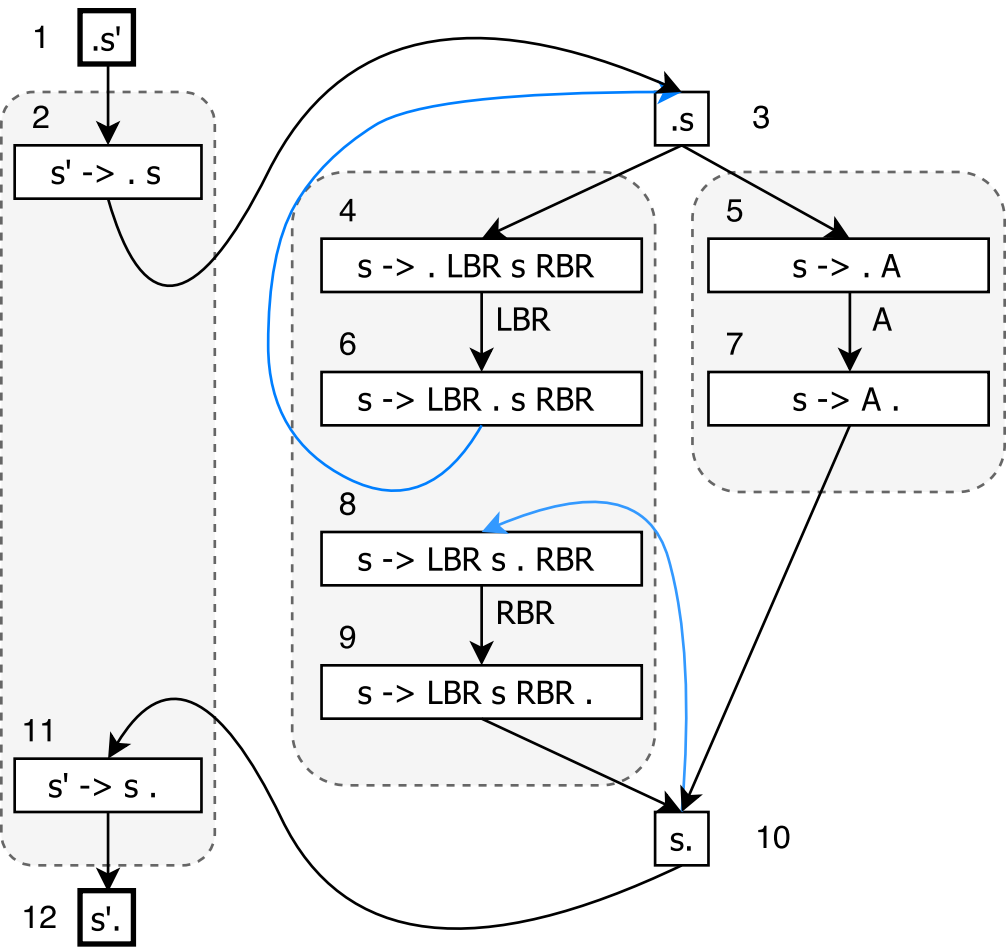 1
.s'
2
s' -> . s
.s
3
4
s -> . LBR s RBR
5
s -> . A
LBR
A
6
s -> LBR . s RBR
7
s -> A .
8
s -> LBR s . RBR
RBR
9
s -> LBR s RBR .
11
s' -> s .
s.
10
12
s'.